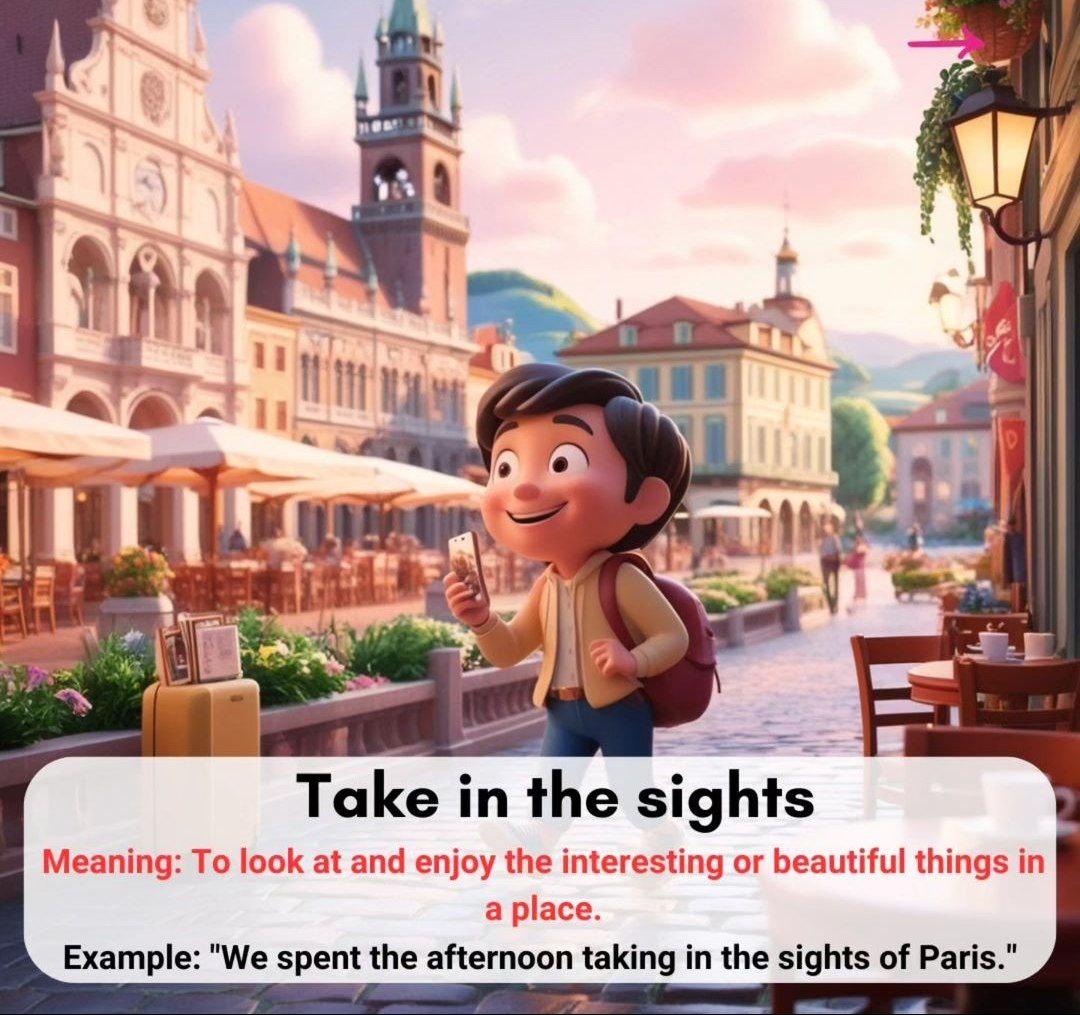 Take in the sights
Meaning: To look at and enjoy the interesting or beautiful things in
a place.
Example: "We spent the afternoon taking in the sights of Paris."